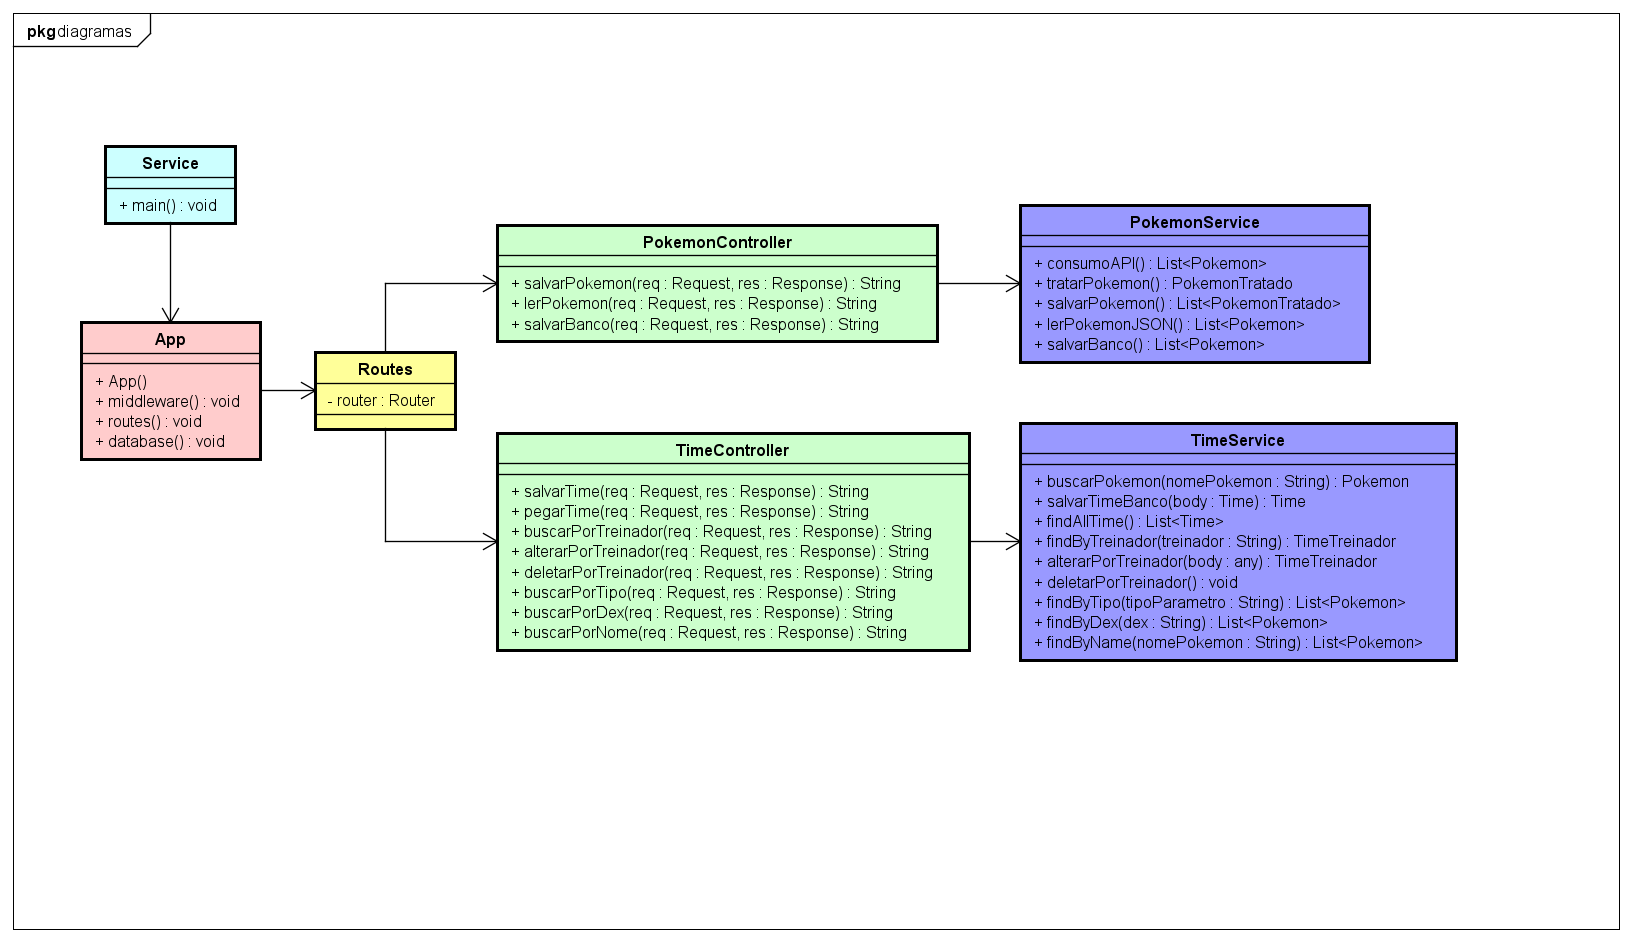 pkg diagramas
Service
+ main() : void
App
+ App()
+ middleware() : void
+ routes() : void
+ database() : void
Routes
- router : Router
PokemonController
+ salvarPokemon(req : Request, res : Response) : String
+ lerPokemon(req : Request, res : Response) : String
+ salvarBanco(req : Request, res : Response) : String
TimeController
+ salvarTime(req : Request, res : Response) : String
+ pegarTime(req : Request, res : Response) : String
+ buscarPorTreinador(req : Request, res : Response) : String
+ alterarPorTreinador(req : Request, res : Response) : String
+ deletarPorTreinador(req : Request, res : Response) : String
+ buscarPorTipo(req : Request, res : Response) : String
+ buscarPorDex(req : Request, res : Response) : String
+ buscarPorNome(req : Request, res : Response) : String
PokemonService
+ consumoAPI() : List<Pokemon>
+ tratarPokemon() : PokemonTratado
+ salvarPokemon() : List<PokemonTratado>
+ lerPokemonJSON() : List<Pokemon>
+ salvarBanco() : List<Pokemon>
TimeService
+ buscarPokemon(nomePokemon : String) : Pokemon
+ salvarTimeBanco(body : Time) : Time
+ findAllTime() : List<Time>
+ findByTreinador(treinador : String) : TimeTreinador
+ alterarPorTreinador(body : any) : TimeTreinador
+ deletarPorTreinador() : void
+ findByTipo(tipoParametro : String) : List<Pokemon>
+ findByDex(dex : String) : List<Pokemon>
+ findByName(nomePokemon : String) : List<Pokemon>